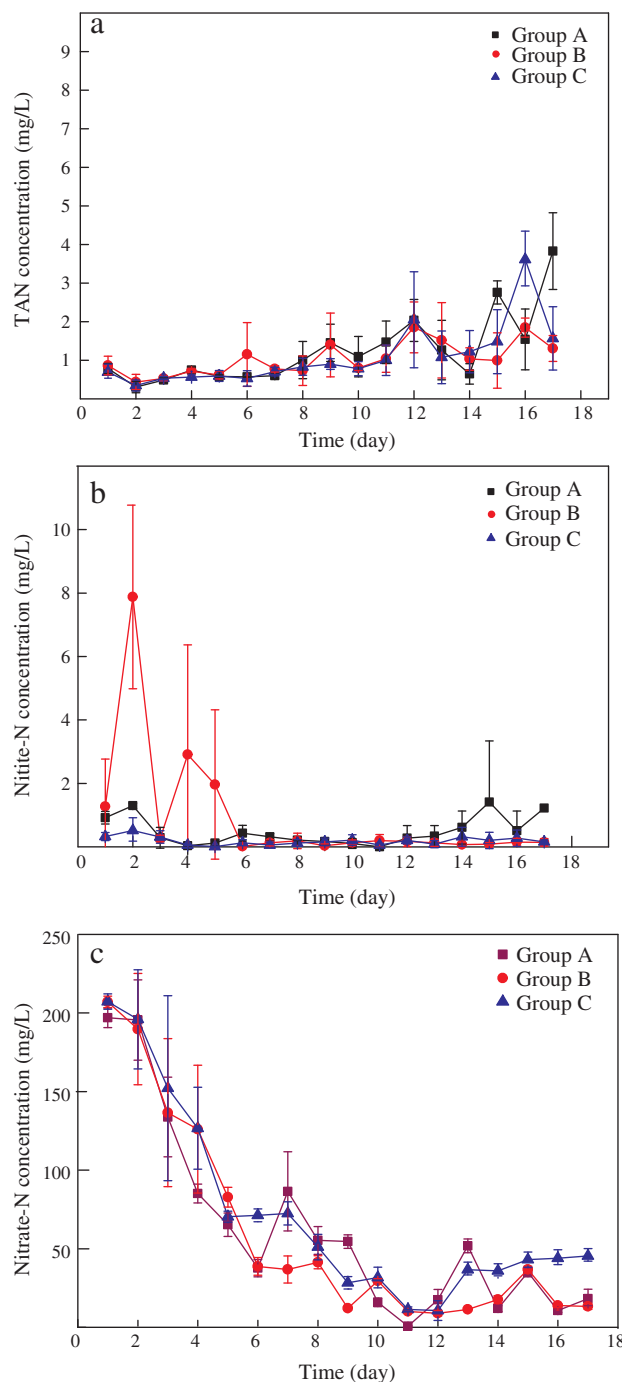 a
Group A
Group B
Group C
9
8
7
6
5
4
3
2
1
TAN concentration (mg/L)
0 2 4 6 8 10 12 14 16 18
Time (day)
b
Group A
Group B
Group C
10
8
6
4
2
Nitite-N concentration (mg/L)
0 2 4 6 8 10 12 14 16 18
Time (day)
c
Group A
Group B
Group C
250
200
150
100
50
Nitrate-N concentration (mg/L)
0 2 4 6 8 10 12 14 16 18
Time (day)